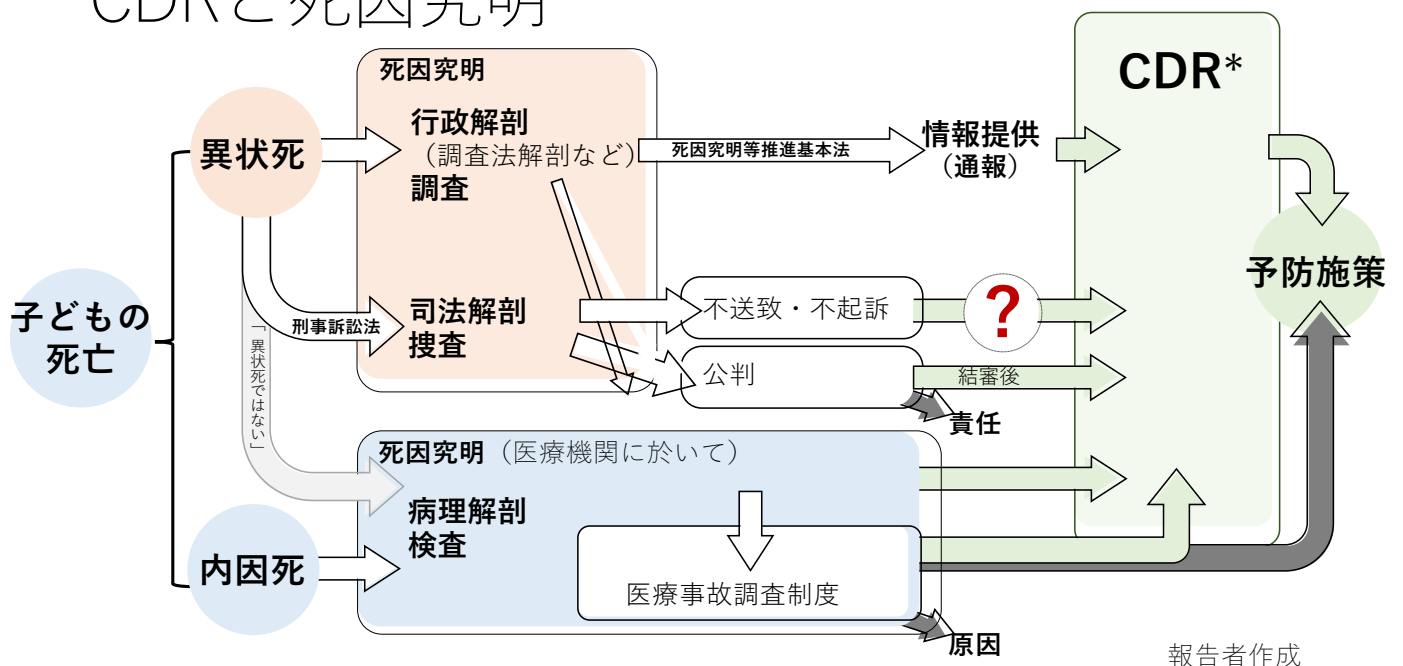 CDRと死因究明
死因究明
行政解剖
（調査法解剖など）
調査
死因究明等推進基本法
情報提供
（通報）
CDR*
異状死
予防施策
子どもの
死亡
刑事訴訟法
司法解剖
捜査
不送致・不起訴
?
公判
結審後
責任
「異状死ではない」
死因究明（医療機関に於いて）
病理解剖
検査
内因死
医療事故調査制度
原因
報告者作成